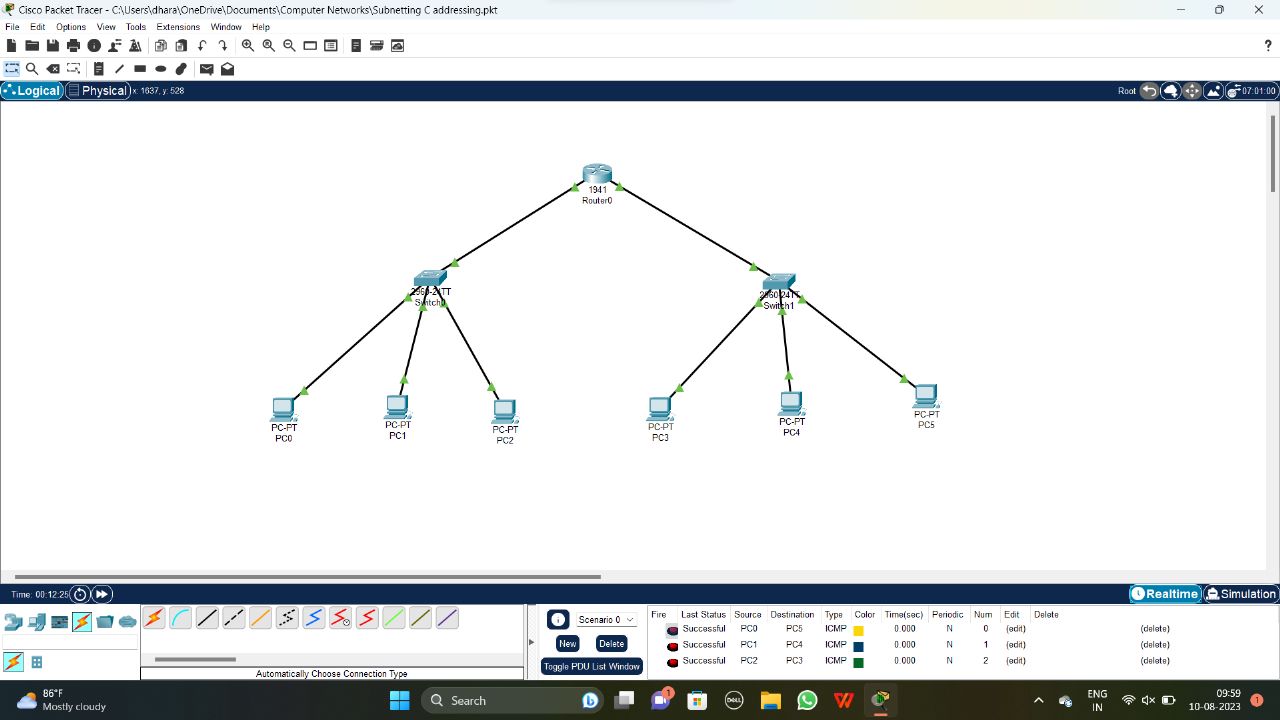 Cisco Packet Tracer - C:\Users\dhara\OneDrive\Documents\Computer Networks\Subnetting C addressing.pkt
File Edit Options View Tools Extensions Window Help
?
Logical Physical x: 1637, y: 528 Root 07:01:00
1941
Router0
2960-24TT
Switch0
2960-24TT
Switch1
PC-PT
PC0
PC-PT
PC1
PC-PT
PC2
PC-PT
PC3
PC-PT
PC4
PC-PT
PC5
Time: 00:12:25 Realtime Simulation
Scenario 0
New Delete
Toggle PDU List Window
Automatically Choose Connection Type
Fire Last Status Source Destination Type Color Time(sec) Periodic Num Edit Delete
Successful PC0 PC5 ICMP 0.000 N 0 (edit) (delete)
Successful PC1 PC4 ICMP 0.000 N 1 (edit) (delete)
Successful PC2 PC3 ICMP 0.000 N 2 (edit) (delete)
86°F
Mostly cloudy
Search
1
DELL
W
ENG
IN
09:59
10-08-2023
1